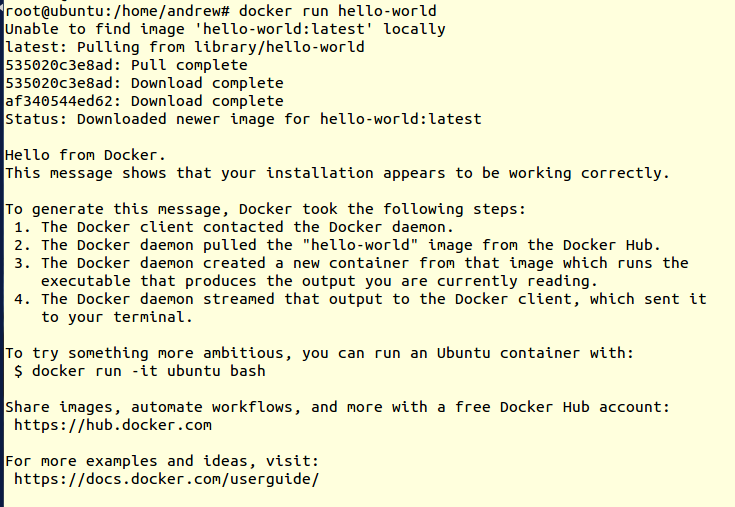 root@ubuntu:/home/andrew# docker run hello-world
Unable to find image 'hello-world:latest' locally
latest: Pulling from library/hello-world
535020c3e8ad: Pull complete
535020c3e8ad: Download complete
af340544ed62: Download complete
Status: Downloaded newer image for hello-world:latest

Hello from Docker.
This message shows that your installation appears to be working correctly.

To generate this message, Docker took the following steps:
 1. The Docker client contacted the Docker daemon.
 2. The Docker daemon pulled the "hello-world" image from the Docker Hub.
 3. The Docker daemon created a new container from that image which runs the
    executable that produces the output you are currently reading.
 4. The Docker daemon streamed that output to the Docker client, which sent it
    to your terminal.

To try something more ambitious, you can run an Ubuntu container with:
 $ docker run -it ubuntu bash

Share images, automate workflows, and more with a free Docker Hub account:
 https://hub.docker.com

For more examples and ideas, visit:
 https://docs.docker.com/userguide/